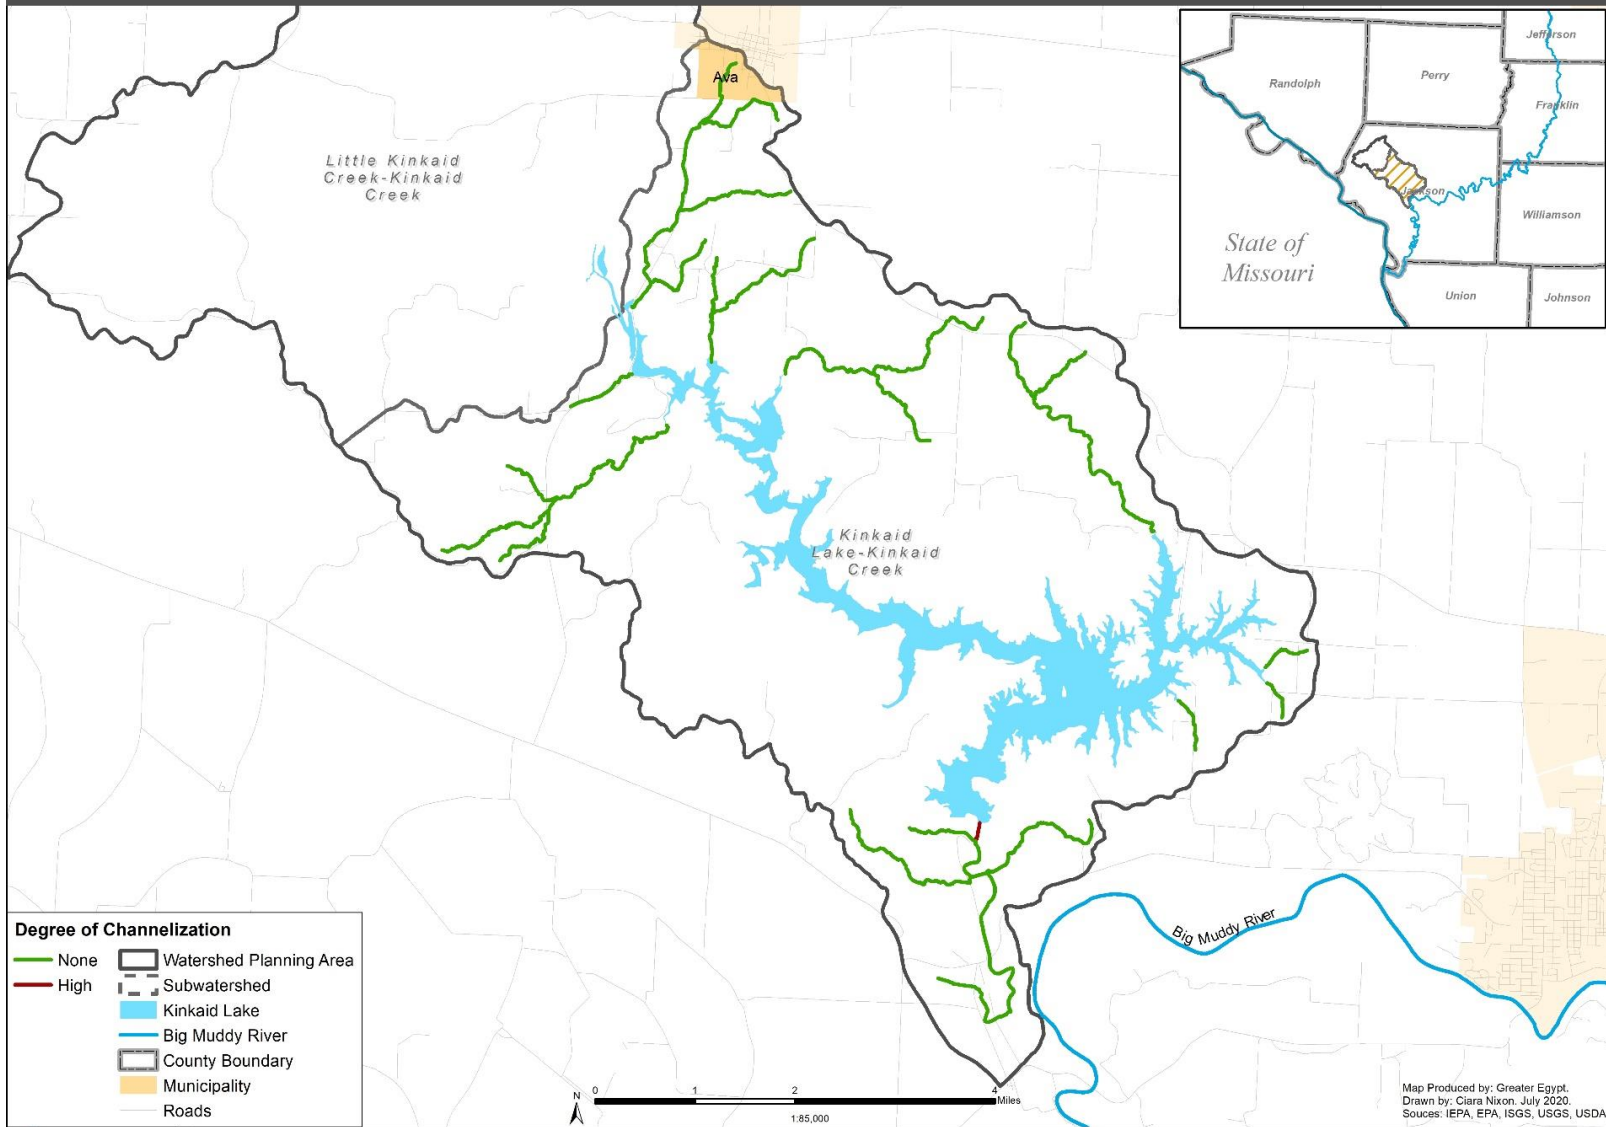 Ava
Little Kinkaid
Creek-Kinkaid
Creek
Jefferson
Randolph
Perry
Franklin
Jackson
Williamson
State of
Missouri
Union
Johnson
Kinkaid
Lake-Kinkaid
Creek
Big Muddy River
Degree of Channelization
None
High
Watershed Planning Area
Subwatershed
Kinkaid Lake
Big Muddy River
County Boundary
Municipality
Roads
N
0 1 2 4
Miles
1:85,000
Map Produced by: Greater Egypt.
Drawn by: Ciara Nixon. July 2020.
Souces: IEPA, EPA, ISGS, USGS, USDA